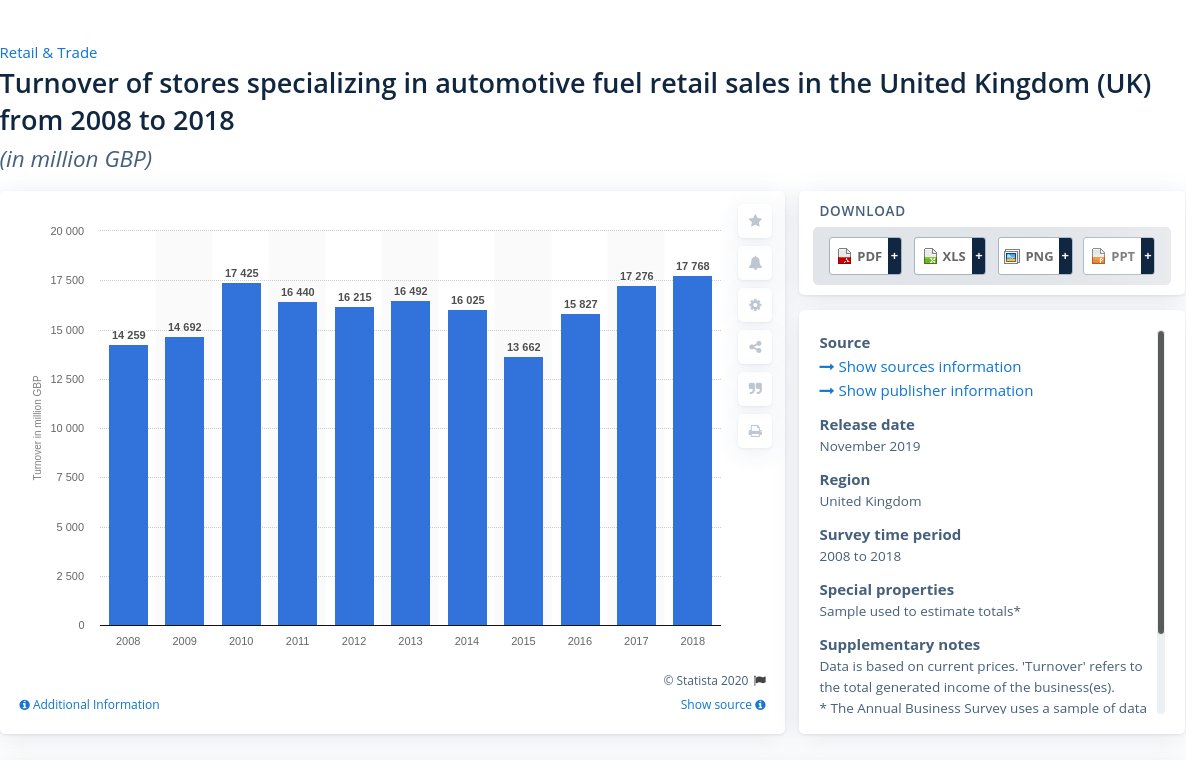 Retail & Trade
Turnover of stores specializing in automotive fuel retail sales in the United Kingdom (UK)
from 2008 to 2018
(in million GBP)
Turnover in million GBP
20 000
17 500
15 000
12 500
10 000
7 500
5 000
2 500
0
14 259
14 692
17 425
16 440
16 215
16 492
16 025
13 662
15 827
17 276
17 768
2008 2009 2010 2011 2012 2013 2014 2015 2016 2017 2018
© Statista 2020
Additional Information
Show source
DOWNLOAD
PDF + XLS + PNG + PPT +
Source
Show sources information
Show publisher information
Release date
November 2019
Region
United Kingdom
Survey time period
2008 to 2018
Special properties
Sample used to estimate totals*
Supplementary notes
Data is based on current prices. 'Turnover' refers to
the total generated income of the business(es).
* The Annual Business Survey uses a sample of data